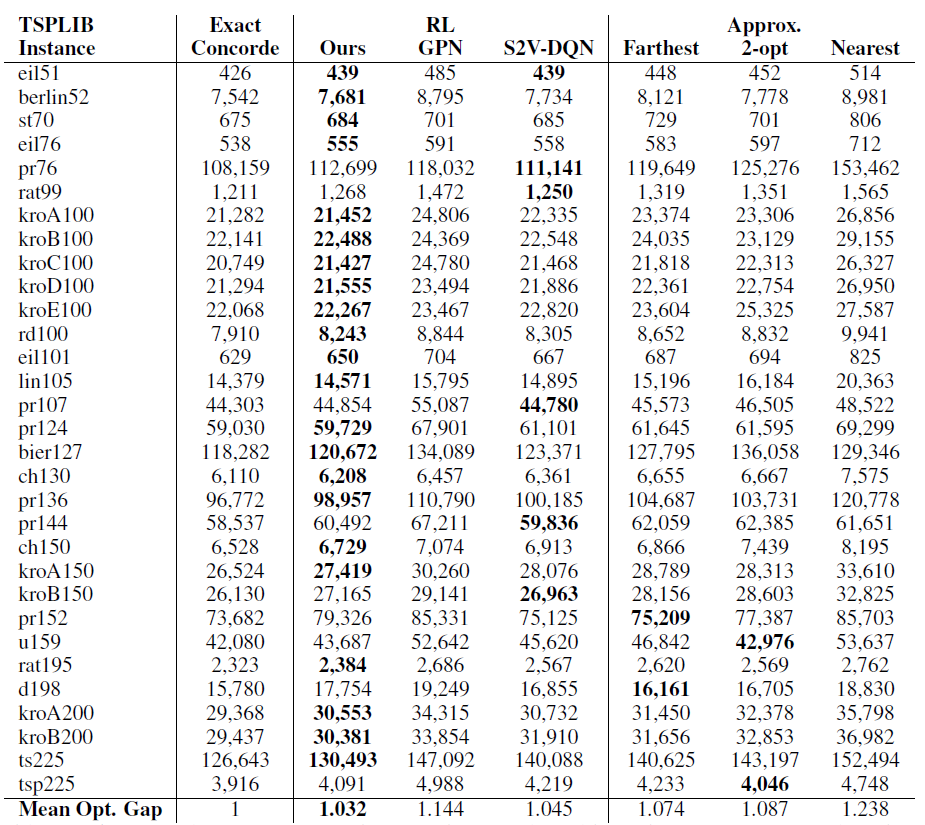 TSPLIB Exact RL Approx.
Instance Concorde Ours GPN S2V-DQN Farthest 2-opt Nearest
eil51 426 439 485 439 448 452 514
berlin52 7,542 7,681 8,795 7,734 8,121 7,778 8,981
st70 675 684 701 685 729 701 806
eil76 538 555 591 558 583 597 712
pr76 108,159 112,699 118,032 111,141 119,649 125,276 153,462
rat99 1,211 1,268 1,472 1,250 1,319 1,351 1,565
kroA100 21,282 21,452 24,806 22,335 23,374 23,306 26,856
kroB100 22,141 22,488 24,369 22,548 24,035 23,129 29,155
kroC100 20,749 21,427 24,780 21,468 21,818 22,313 26,327
kroD100 21,294 21,555 23,494 21,886 22,361 22,754 26,950
kroE100 22,068 22,267 23,467 22,820 23,604 25,325 27,587
rd100 7,910 8,243 8,844 8,305 8,652 8,832 9,941
eil101 629 650 704 667 687 694 825
lin105 14,379 14,571 15,795 14,895 15,196 16,184 20,363
pr107 44,303 44,854 55,087 44,780 45,573 46,505 48,522
pr124 59,030 59,729 67,901 61,101 61,645 61,595 69,299
bier127 118,282 120,672 134,089 123,371 127,795 136,058 129,346
ch130 6,110 6,208 6,457 6,361 6,655 6,667 7,575
pr136 96,772 98,957 110,790 100,185 104,687 103,731 120,778
pr144 58,537 60,492 67,211 59,836 62,059 62,385 61,651
ch150 6,528 6,729 7,074 6,913 6,866 7,439 8,195
kroA150 26,524 27,419 30,260 28,076 28,789 28,313 33,610
kroB150 26,130 27,165 29,141 26,963 28,156 28,603 32,825
pr152 73,682 79,326 85,331 75,125 75,209 77,387 85,703
u159 42,080 43,687 52,642 45,620 46,842 42,976 53,637
rat195 2,323 2,384 2,686 2,567 2,620 2,569 2,762
d198 15,780 17,754 19,249 16,855 16,161 16,705 18,830
kroA200 29,368 30,553 34,315 30,732 31,450 32,378 35,798
kroB200 29,437 30,381 33,854 31,910 31,656 32,853 36,982
ts225 126,643 130,493 147,092 140,088 140,625 143,197 152,494
tsp225 3,916 4,091 4,988 4,219 4,233 4,046 4,748
Mean Opt. Gap 1 1.032 1.144 1.045 1.074 1.087 1.238